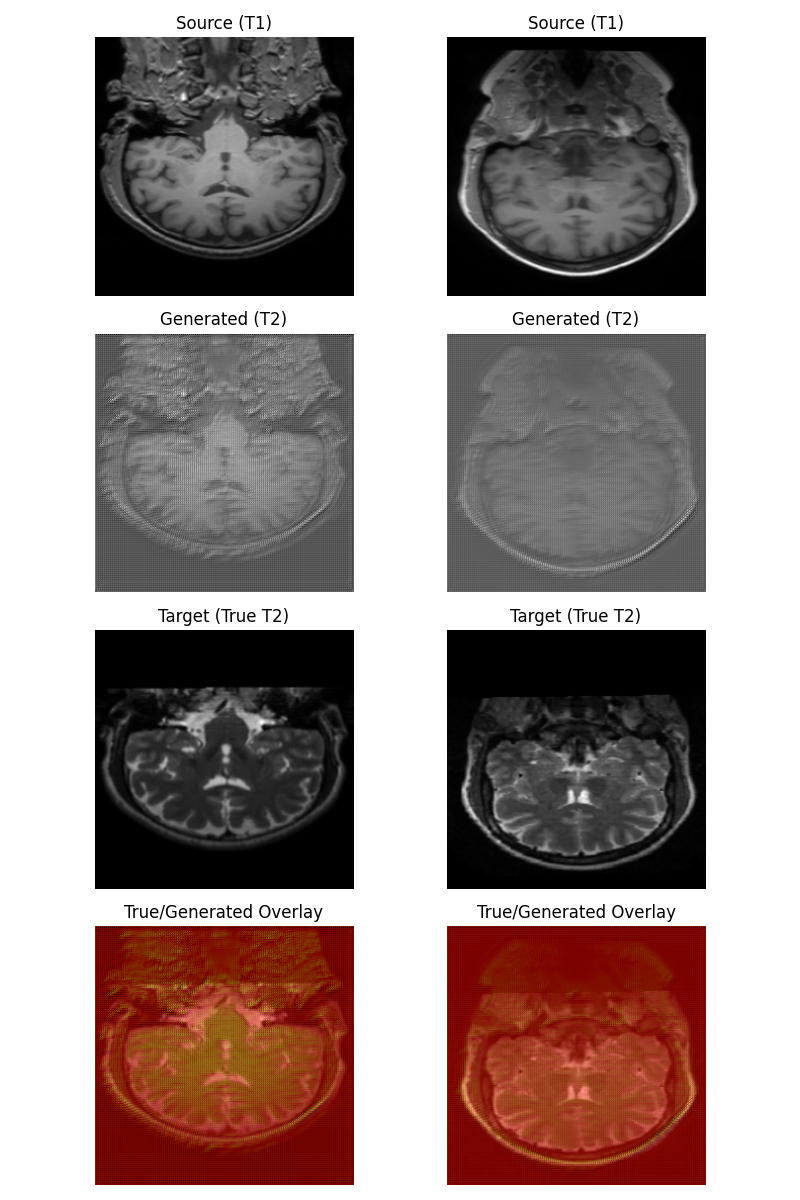 Source (T1)
Source (T1)
Generated (T2)
Generated (T2)
Target (True T2)
Target (True T2)
True/Generated Overlay
True/Generated Overlay